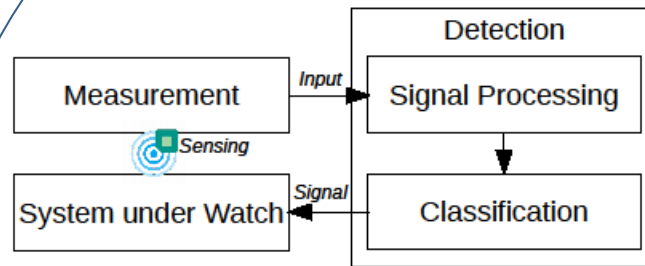 Detection
Measurement
Input
Signal Processing
Sensing
System under Watch
Signal
Classification